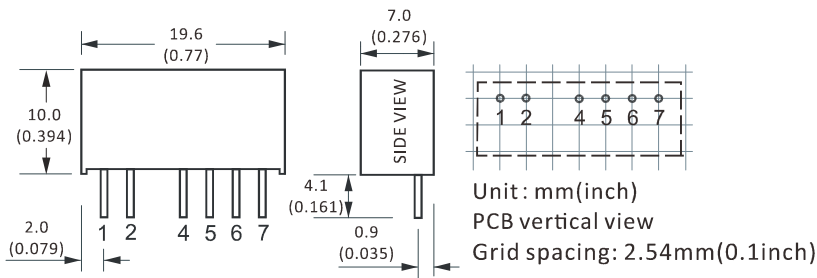 19.6
(0.77)
10.0
(0.394)
2.0
(0.079)
1 2 4 5 6 7
7.0
(0.276)
SIDE VIEW
4.1
(0.161)
0.9
(0.035)
1 2 4 5 6 7
Unit: mm(inch)
PCB vertical view
Grid spacing: 2.54mm(0.1inch)